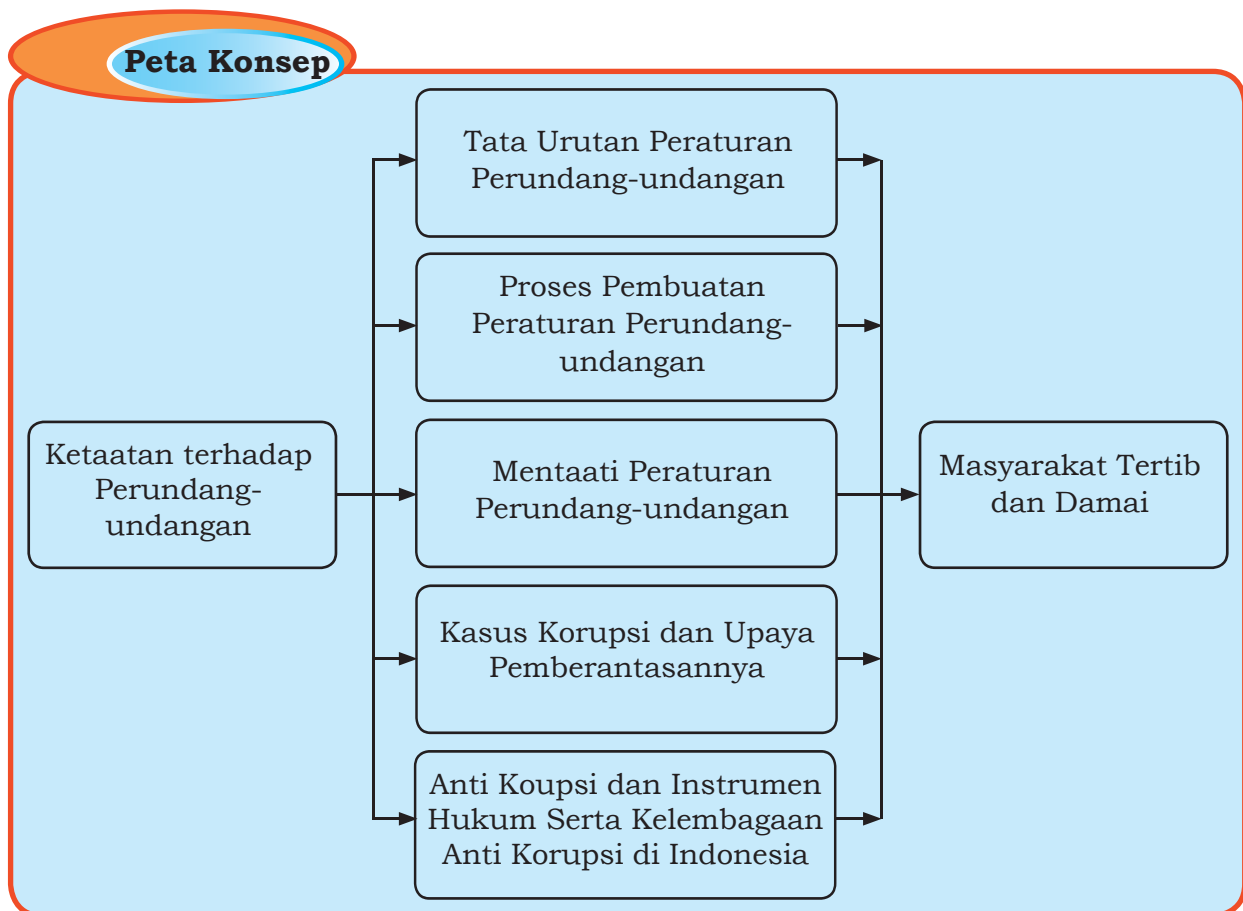 Peta Konsep
Tata Urutan Peraturan
Perundang-undangan
Proses Pembuatan
Peraturan Perundang-
undangan
Ketaatan terhadap
Perundang-
undangan
Mentaati Peraturan
Perundang-undangan
Masyarakat Tertib
dan Damai
Kasus Korupsi dan Upaya
Pemberantasannya
Anti Koupsi dan Instrumen
Hukum Serta Kelembagaan
Anti Korupsi di Indonesia